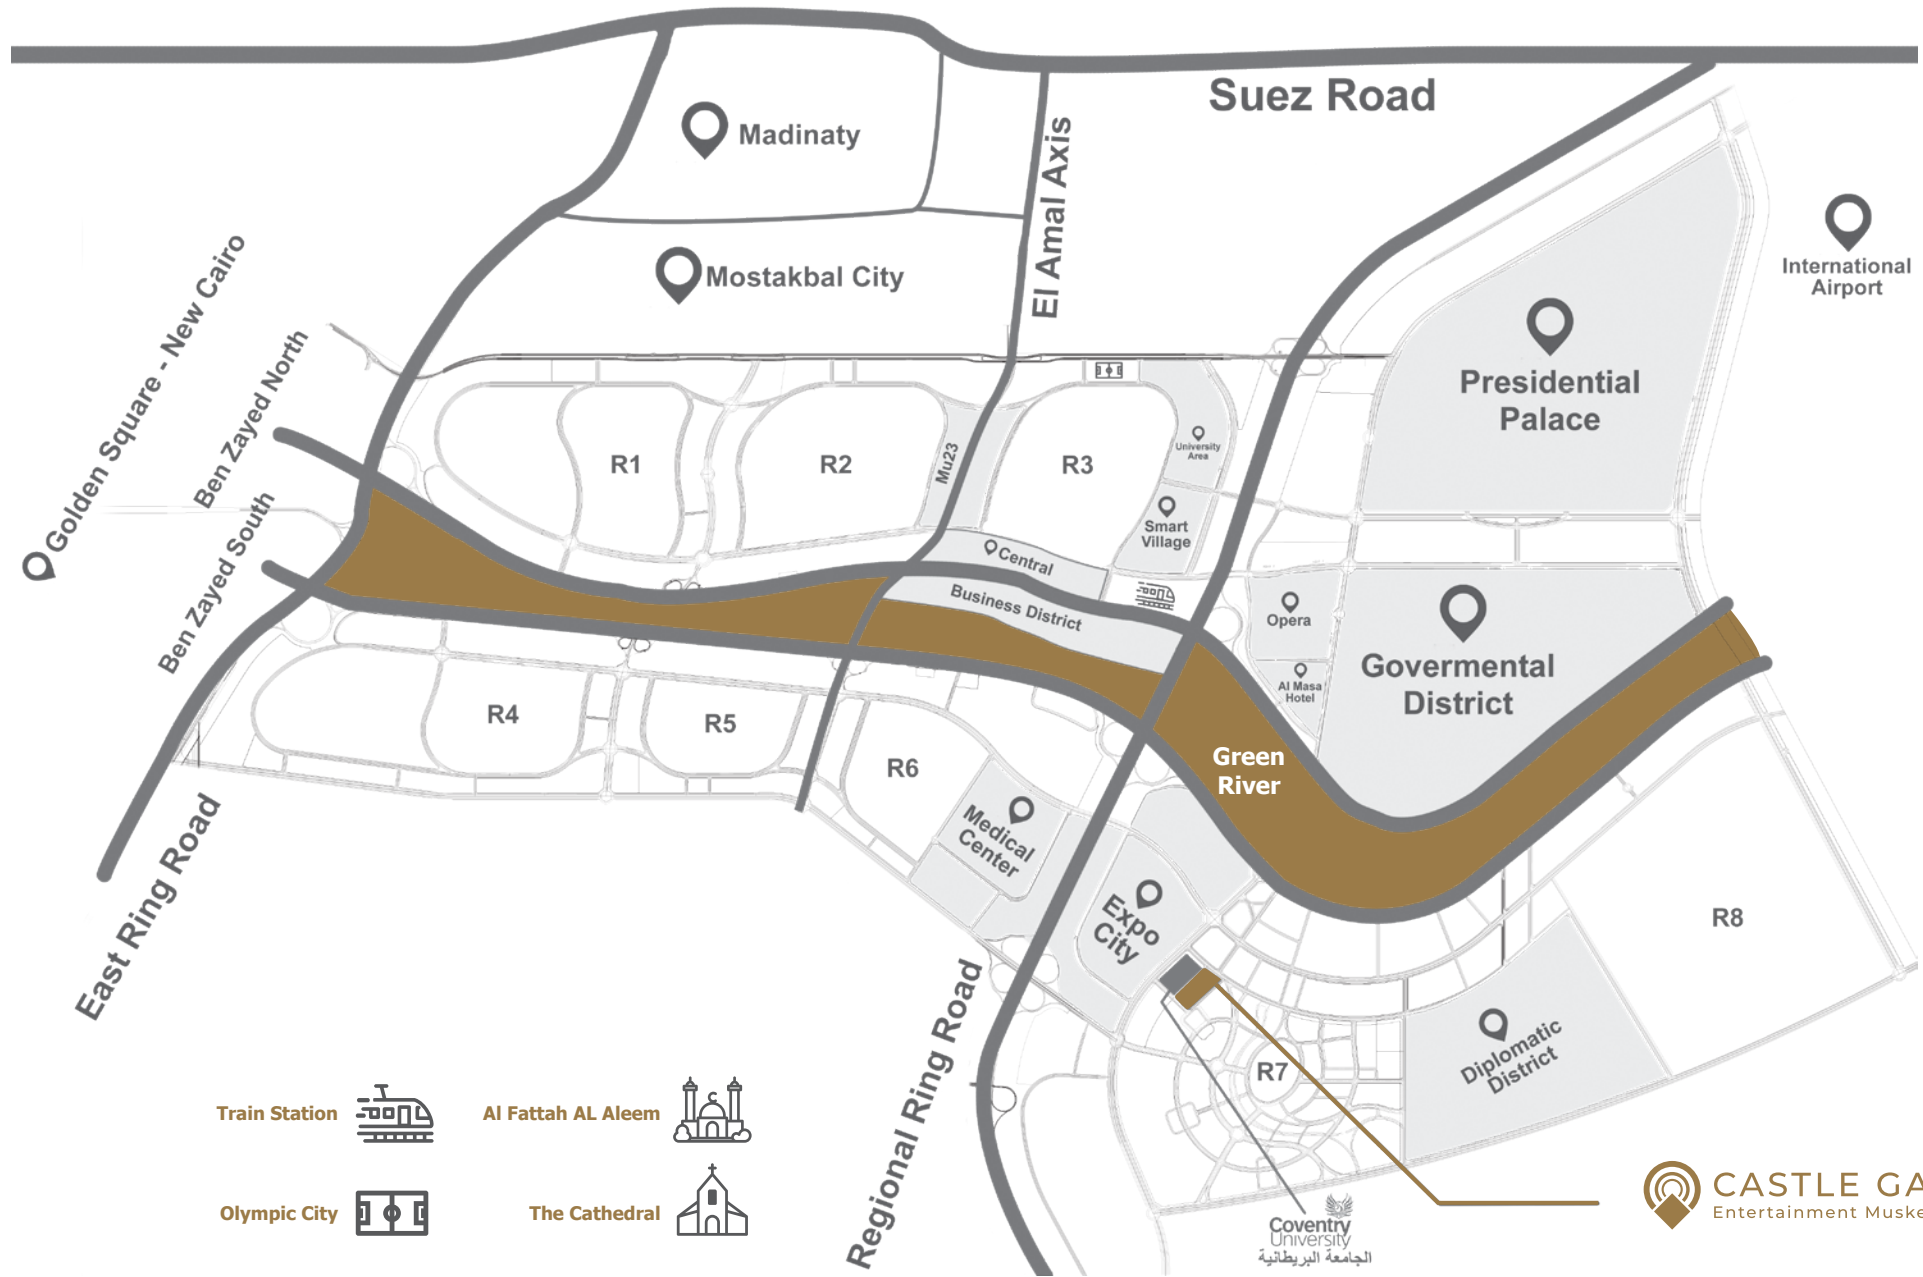 Suez Road
Madinaty
El Amal Axis
Mostakbal City
International
Airport
Golden Square - New Cairo
Ben Zayed North
Ben Zayed South
Presidential
Palace
R1
R2
Mu23
R3
University
Area
Smart
Village
Central
Business District
Opera
Al Masa
Hotel
Govermental
District
R4
R5
R6
Green
River
Medical
Center
Expo
City
R8
East Ring Road
Regional Ring Road
R7
Diplomatic
District
Train Station
Al Fattah AL Aleem
Olympic City
The Cathedral
Coventry
University
الجامعة البريطانية
CASTLE GA
Entertainment Muske